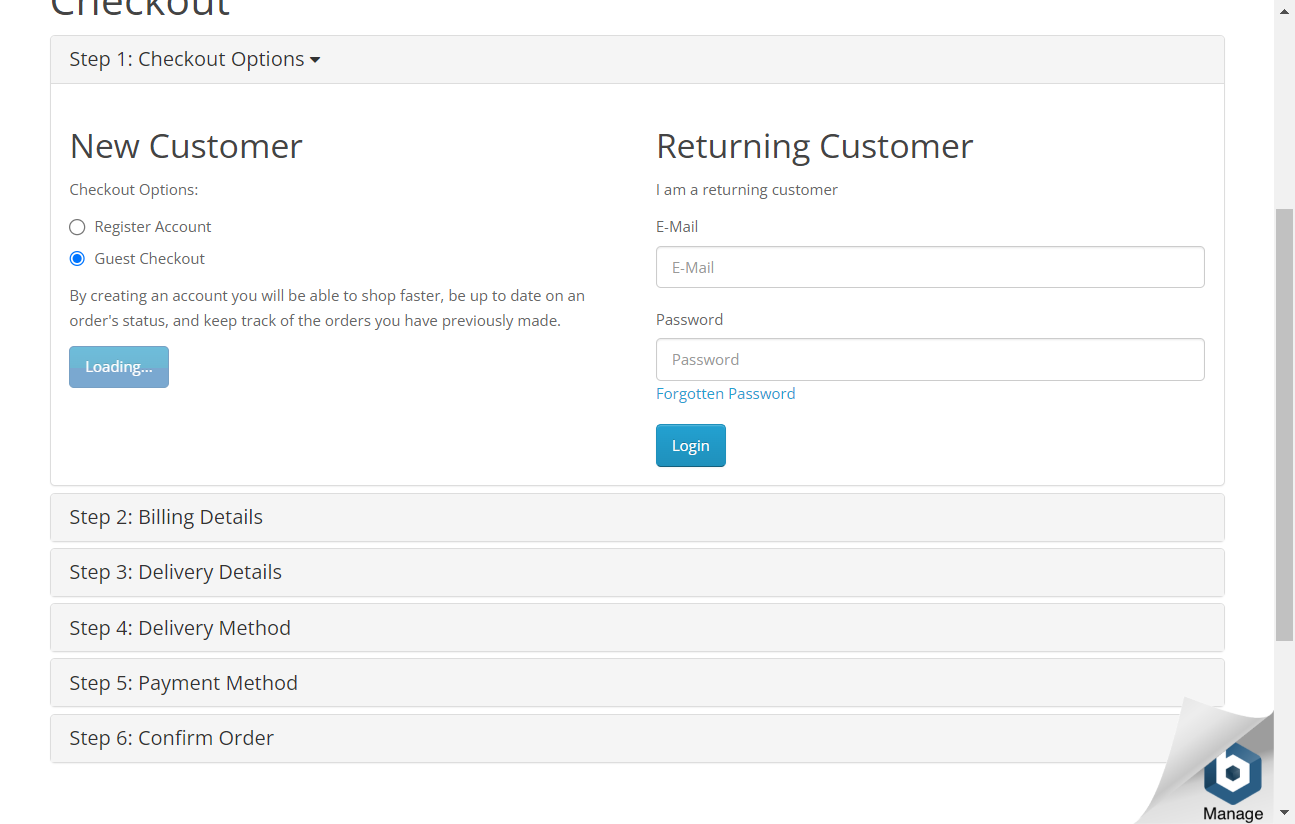 Checkout
Step 1: Checkout Options
New Customer
Checkout Options:
Register Account
Guest Checkout
By creating an account you will be able to shop faster, be up to date on an
order's status, and keep track of the orders you have previously made.
Loading...
Returning Customer
I am a returning customer
E-Mail
E-Mail
Password
Password
Forgotten Password
Login
Step 2: Billing Details
Step 3: Delivery Details
Step 4: Delivery Method
Step 5: Payment Method
Step 6: Confirm Order
Manage